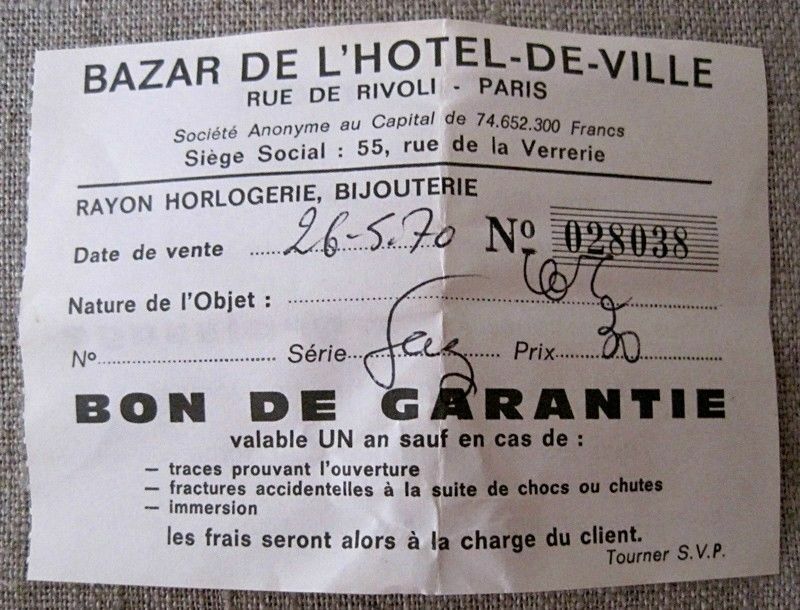 BAZAR DE L'HOTEL-DE-VILLE
RUE DE RIVOLI - PARIS
Société Anonyme au Capital de 74.652.300 Francs
Siège Social : 55, rue de la Verrerie
RAYON HORLOGERIE, BIJOUTERIE
Date de vente 26-5.70 No 028038
Nature de l'Objet :
No Série Prix 30
BON DE GARANTIE
valable UN an sauf en cas de :
— traces prouvant l'ouverture
— fractures accidentelles à la suite de chocs ou chutes
— immersion
les frais seront alors à la charge du client.
Tourner S.V.P.